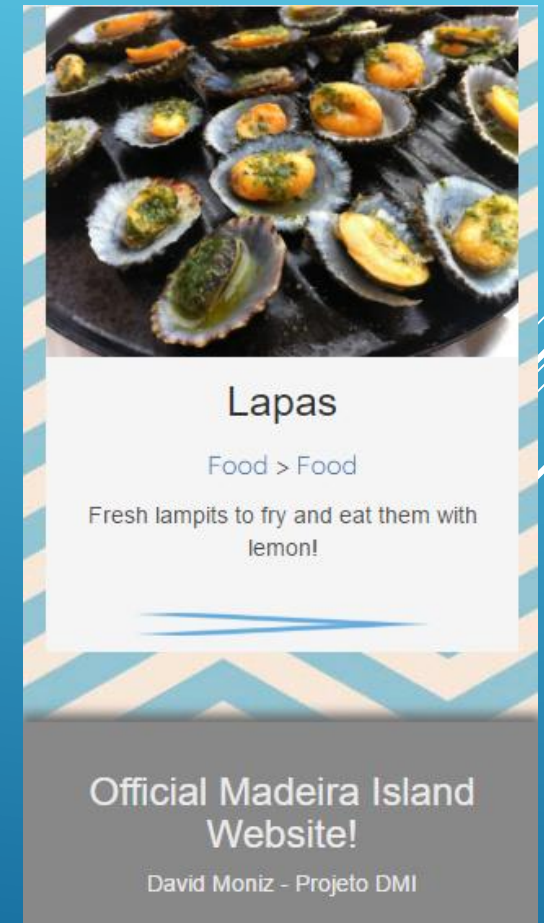 Lapas
Food > Food
Fresh lampits to fry and eat them with
lemon!
Official Madeira Island
Website!
David Moniz - Projeto DMI